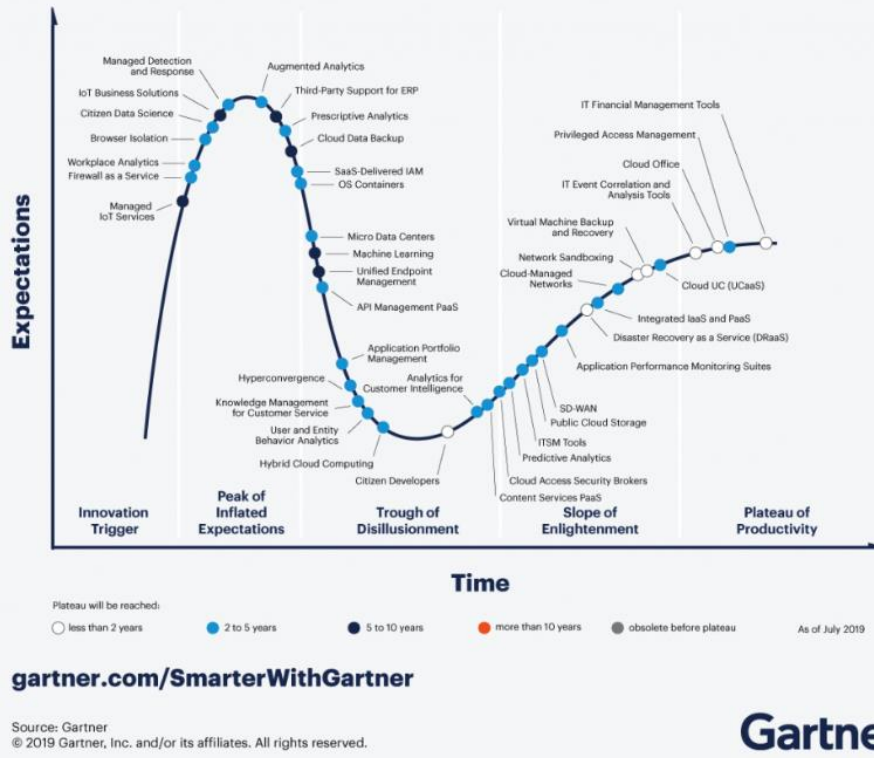 Expectations
Managed Detection
and Response
IoT Business Solutions
Citizen Data Science
Browser Isolation
Workplace Analytics
Firewall as a Service
Managed
IoT Services
Augmented Analytics
Third-Party Support for ERP
Prescriptive Analytics
Cloud Data Backup
SaaS-Delivered IAM
OS Containers
Micro Data Centers
Machine Learning
Unified Endpoint
Management
API Management PaaS
Application Portfolio
Management
Hyperconvergence
Knowledge Management
for Customer Service
User and Entity
Behavior Analytics
Hybrid Cloud Computing
Citizen Developers
Analytics for
Customer Intelligence
Content Services PaaS
Cloud Access Security Brokers
Predictive Analytics
ITSM Tools
Public Cloud Storage
SD-WAN
Application Performance Monitoring Suites
Disaster Recovery as a Service (DRaaS)
Integrated IaaS and PaaS
Cloud-Managed
Networks
Network Sandboxing
Virtual Machine Backup
and Recovery
Cloud UC (UCaaS)
IT Event Correlation and
Analysis Tools
Cloud Office
Privileged Access Management
IT Financial Management Tools
Innovation
Trigger
Peak of
Inflated
Expectations
Trough of
Disillusionment
Slope of
Enlightenment
Plateau of
Productivity
Time
Plateau will be reached:
less than 2 years
2 to 5 years
5 to 10 years
more than 10 years
obsolete before plateau
As of July 2019
gartner.com/SmarterWithGartner
Source: Gartner
© 2019 Gartner, Inc. and/or its affiliates. All rights reserved.
Gartne